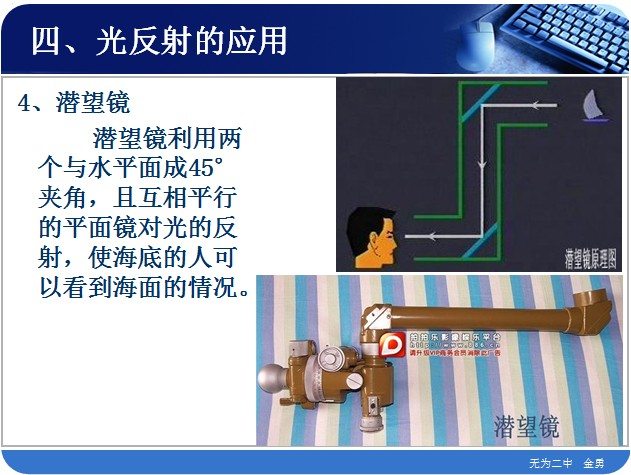 四、光反射的应用
4、潜望镜
潜望镜利用两
个与水平面成45°
夹角，且互相平行
的平面镜对光的反
射，使海底的人可
以看到海面的情况。
潜望镜原理图
潜望镜
无为二中 金勇